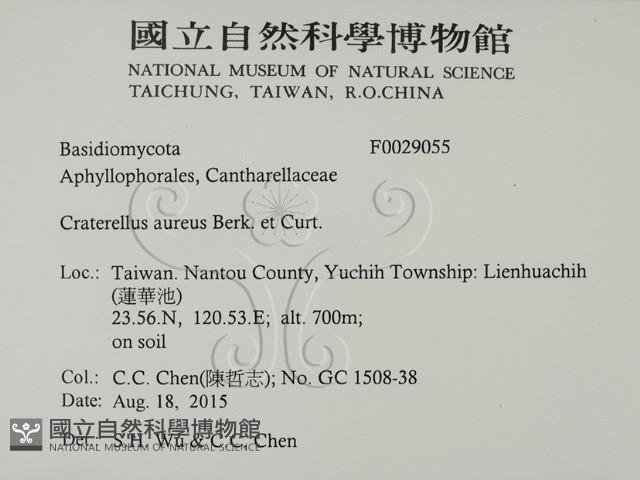 國立自然科學博物館
NATIONAL MUSEUM OF NATURAL SCIENCE
TAICHUNG, TAIWAN, R.O.CHINA
Basidiomycota F0029055
Aphyllophorales, Cantharellaceae
Craterellus aureus Berk. et Curt.
Loc.: Taiwan. Nantou County, Yuchih Township: Lienhuachih
(蓮華池)
23.56.N, 120.53.E; alt. 700m;
on soil
Col.: C.C. Chen(陳哲志); No. GC 1508-38
Date: Aug. 18, 2015
Det.: S.H. Wu & C.C. Chen
國立自然科學博物館
NATIONAL MUSEUM OF NATURAL SCIENCE